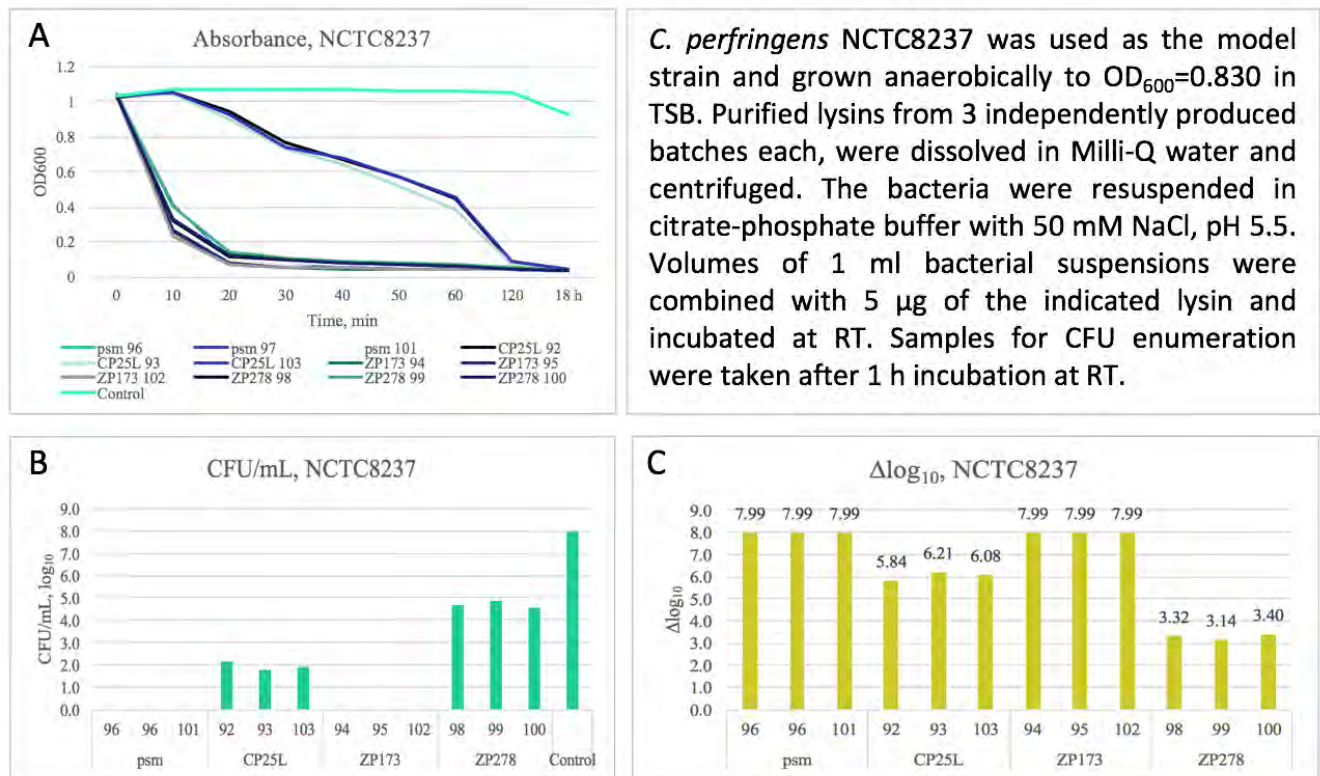 A
Absorbance, NCTC8237
1.2
1
0.8
0.6
0.4
0.2
0
OD600
0 10 20 30 40 50 60 120 18 h
Time, min
psm 96 psm 97 psm 101 CP25L 92
CP25L 93 CP25L 103 ZP173 94 ZP173 95
ZP173 102 ZP278 98 ZP278 99 ZP278 100
Control
C. perfringens NCTC8237 was used as the model
strain and grown anaerobically to OD600=0.830 in
TSB. Purified lysins from 3 independently produced
batches each, were dissolved in Milli-Q water and
centrifuged. The bacteria were resuspended in
citrate-phosphate buffer with 50 mM NaCl, pH 5.5.
Volumes of 1 ml bacterial suspensions were
combined with 5 µg of the indicated lysin and
incubated at RT. Samples for CFU enumeration
were taken after 1 h incubation at RT.
B
CFU/mL, NCTC8237
9.0
8.0
7.0
6.0
5.0
4.0
3.0
2.0
1.0
0.0
CFU/mL, log10
96 96 101 92 93 103 94 95 102 98 99 100
psm CP25L ZP173 ZP278 Control
C
Δlog10, NCTC8237
9.0
8.0
7.0
6.0
5.0
4.0
3.0
2.0
1.0
0.0
Δlog10
7.99 7.99 7.99 5.84 6.21 6.08 7.99 7.99 7.99 3.32 3.14 3.40
96 96 101 92 93 103 94 95 102 98 99 100
psm CP25L ZP173 ZP278